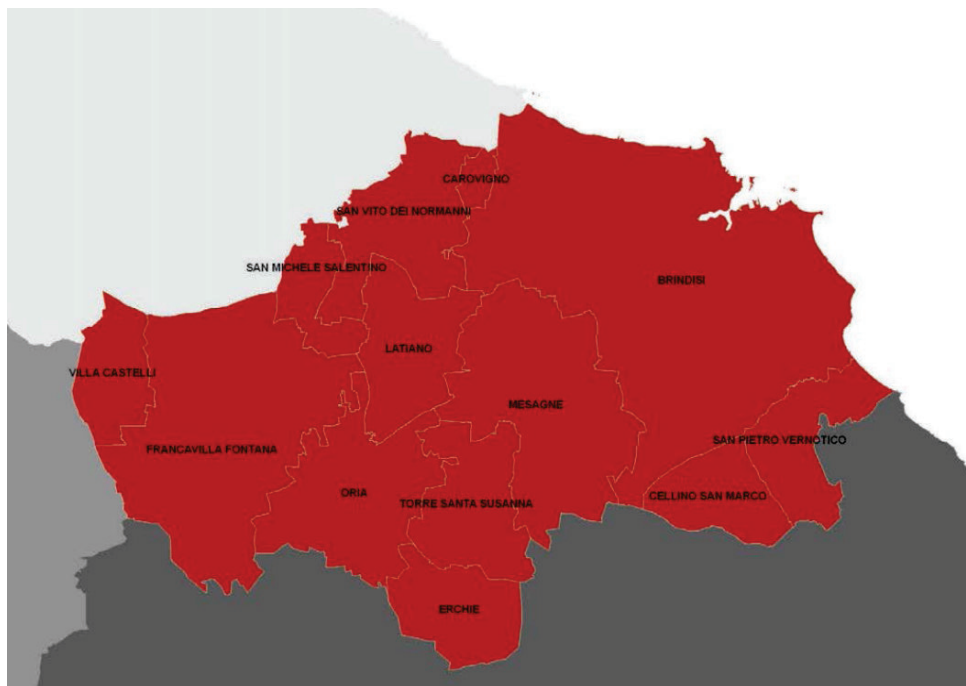 CAROVIGNO
SAN VITO DEI NORMANNI
SAN MICHELE SALENTINO
BRINDISI
LATIANO
VILLA CASTELLI
MESAGNE
SAN PIETRO VERNOTICO
FRANCAVILLA FONTANA
ORIA
CELLINO SAN MARCO
TORRE SANTA SUSANNA
ERCHIE